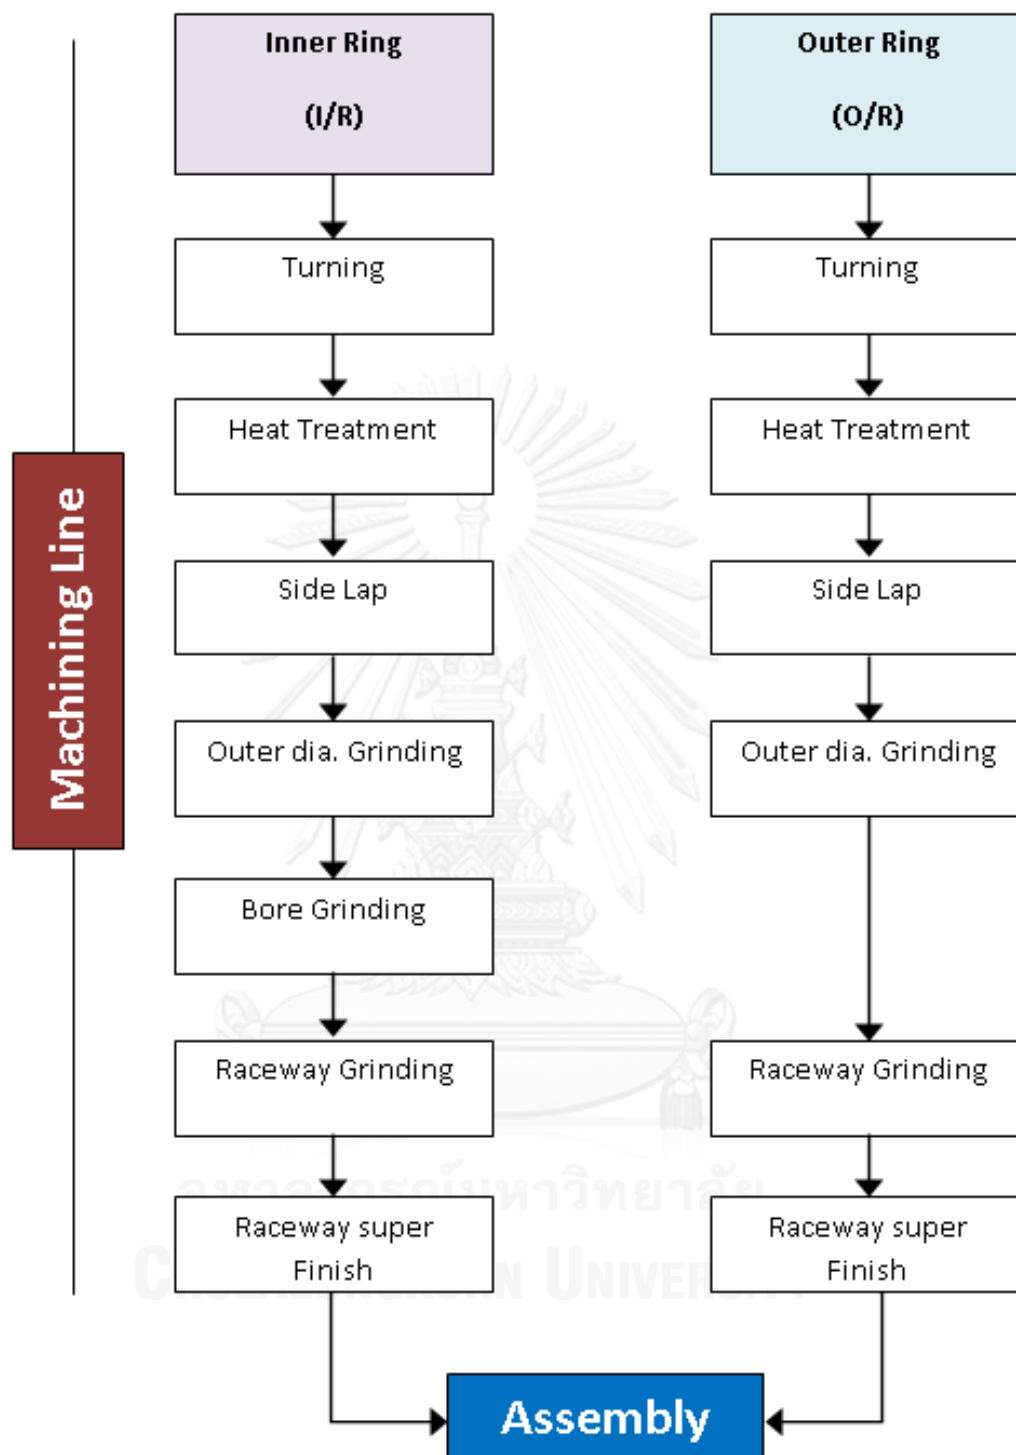 Inner Ring
(I/R)
Outer Ring
(O/R)
Turning
Turning
Heat Treatment
Heat Treatment
Machining Line
Side Lap
Side Lap
Outer dia. Grinding
Outer dia. Grinding
Bore Grinding
Raceway Grinding
Raceway Grinding
Raceway super
Finish
Raceway super
Finish
Assembly